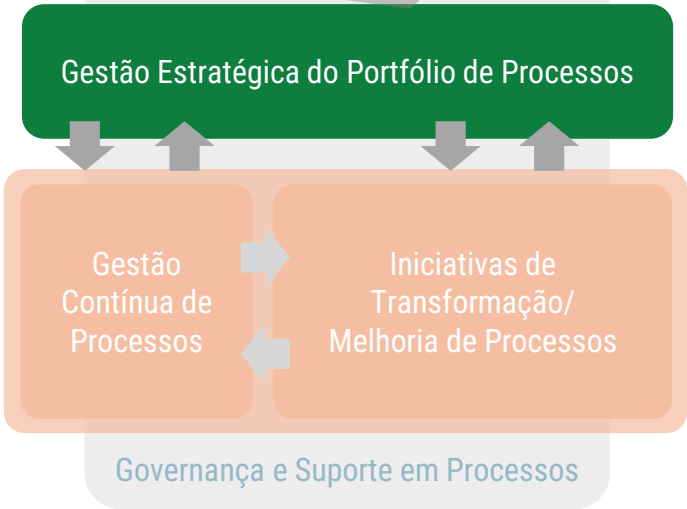 Gestão Estratégica do Portfólio de Processos
Gestão
Contínua de
Processos
Iniciativas de
Transformação/
Melhoria de Processos
Governança e Suporte em Processos